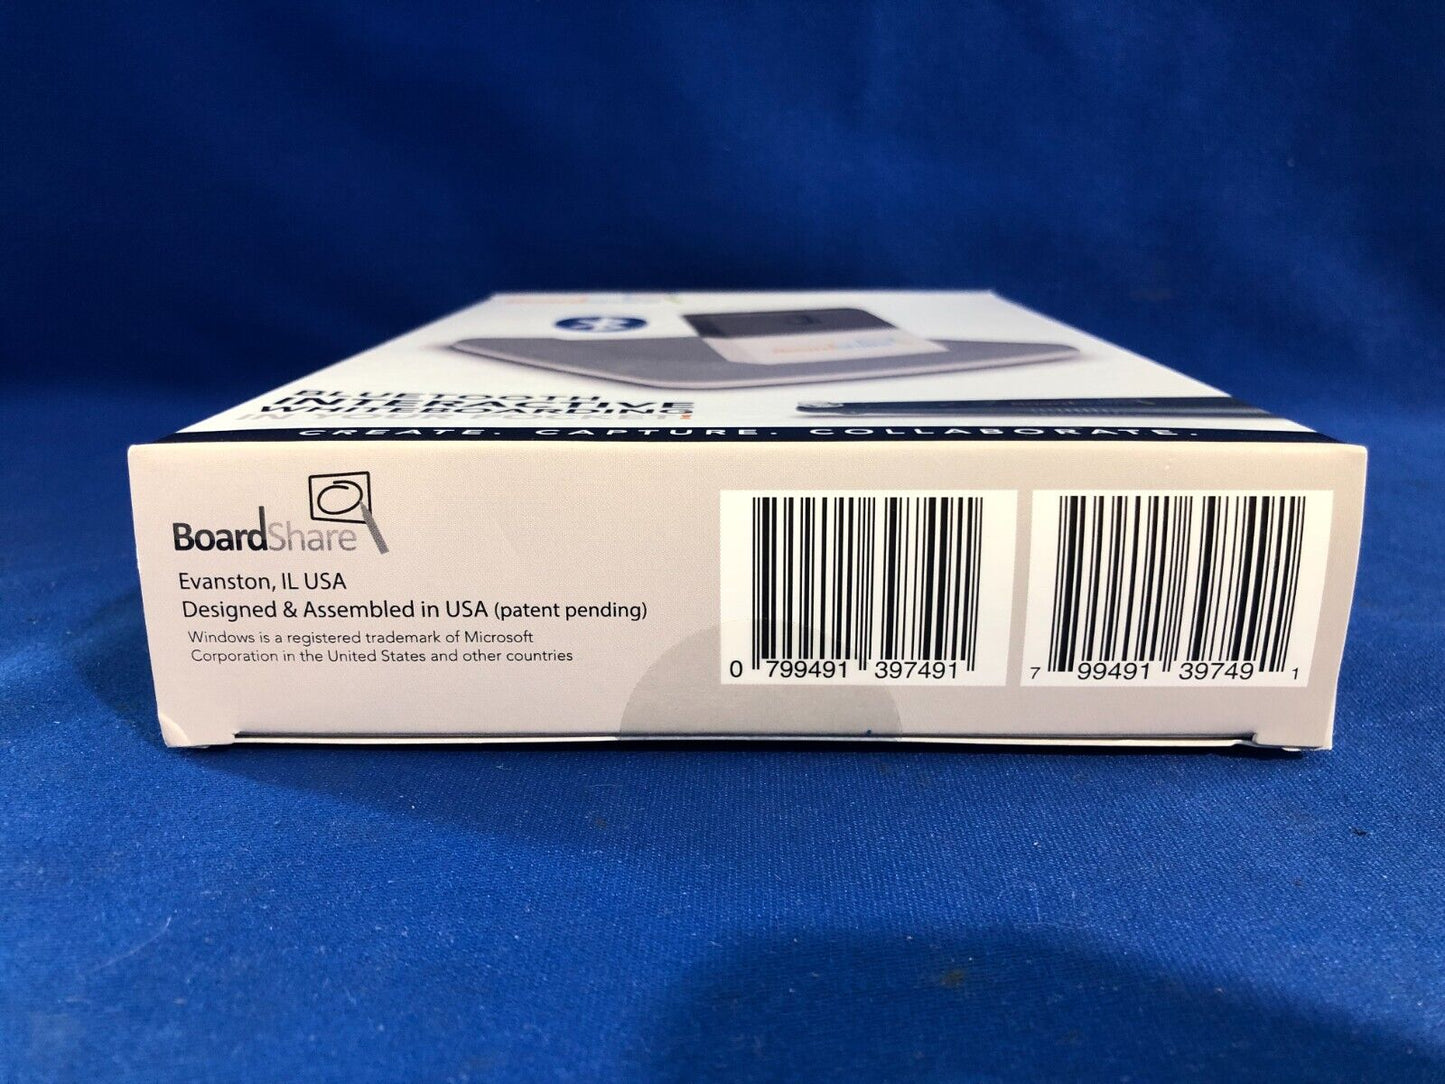 BLUETOOTH
INTERACTIVE
WHITEBOARDING
CREATE. CAPTURE. COLLABORATE.
BoardShare
Evanston, IL USA
Designed & Assembled in USA (patent pending)
Windows is a registered trademark of Microsoft
Corporation in the United States and other countries
0 799491 397491
7 99491 39749 1